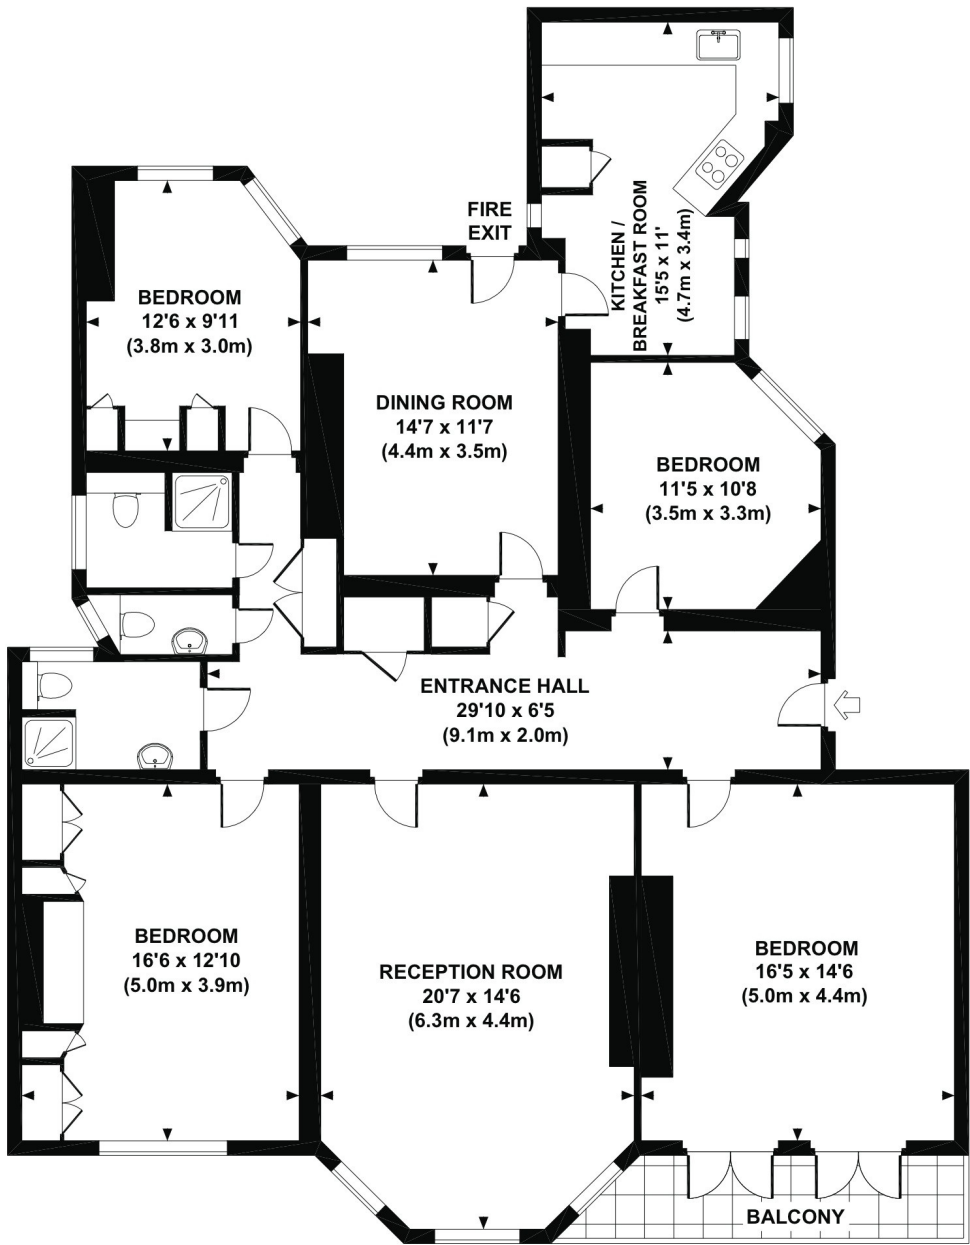 FIRE
EXIT
KITCHEN /
BREAKFAST ROOM
15'5 x 11'
(4.7m x 3.4m)
BEDROOM
12'6 x 9'11
(3.8m x 3.0m)
DINING ROOM
14'7 x 11'7
(4.4m x 3.5m)
BEDROOM
11'5 x 10'8
(3.5m x 3.3m)
ENTRANCE HALL
29'10 x 6'5
(9.1m x 2.0m)
BEDROOM
16'6 x 12'10
(5.0m x 3.9m)
RECEPTION ROOM
20'7 x 14'6
(6.3m x 4.4m)
BEDROOM
16'5 x 14'6
(5.0m x 4.4m)
BALCONY